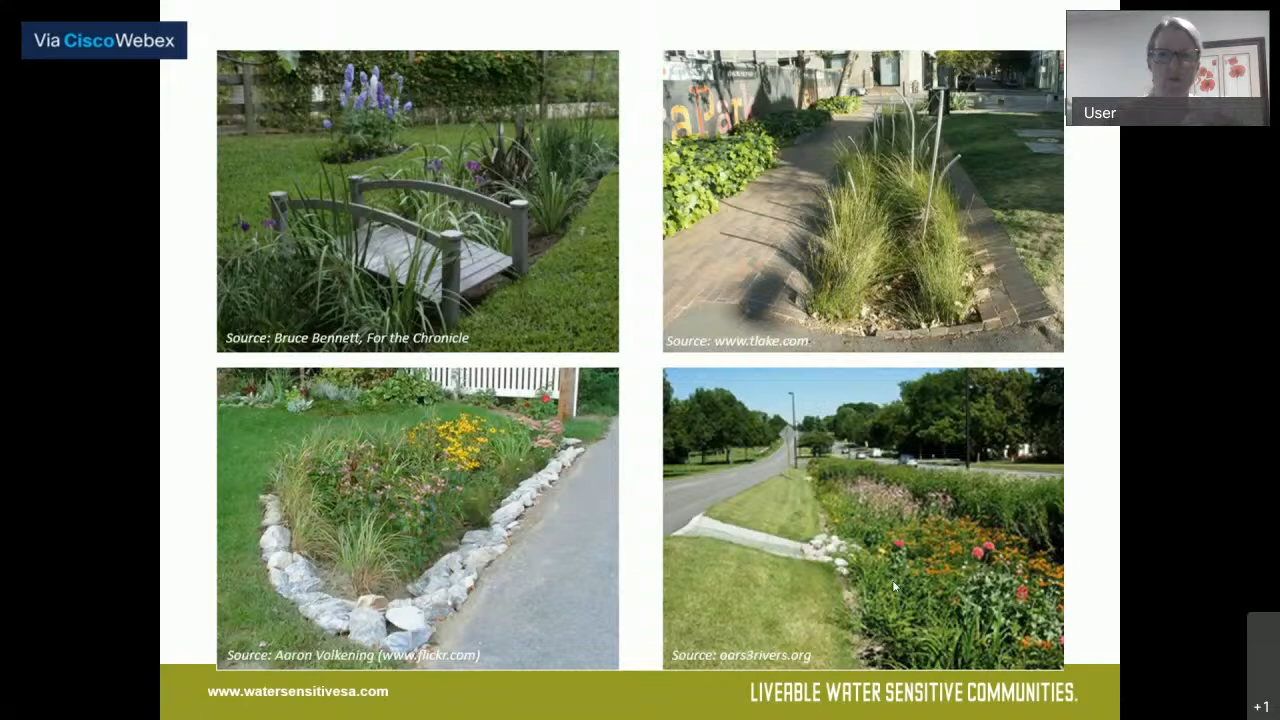 Via CiscoWebex
User
Source: Bruce Bennett, For the Chronicle
Source: www.tlake.com
Source: Aaron Volkening (www.flickr.com)
Source: oars3rivers.org
www.watersensitivesa.com
LIVEABLE WATER SENSITIVE COMMUNITIES.
+1